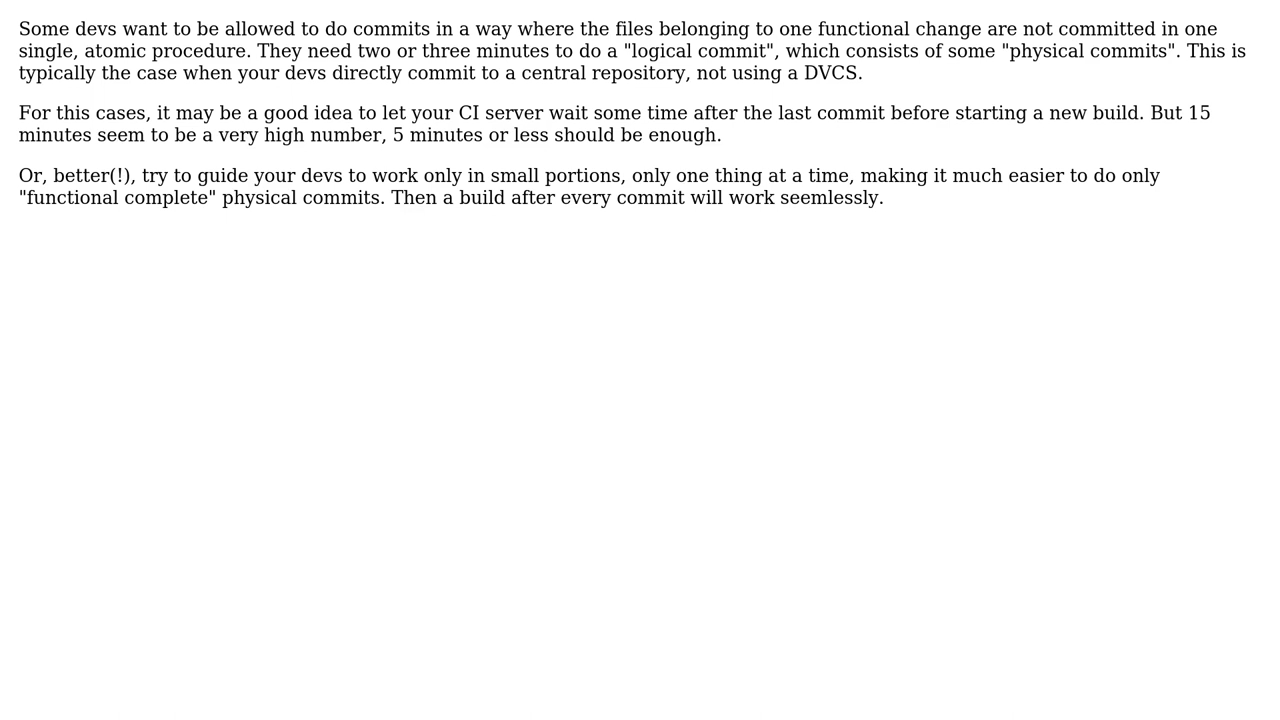 Some devs want to be allowed to do commits in a way where the files belonging to one functional change are not committed in one
single, atomic procedure. They need two or three minutes to do a "logical commit", which consists of some "physical commits". This is
typically the case when your devs directly commit to a central repository, not using a DVCS.
For this cases, it may be a good idea to let your CI server wait some time after the last commit before starting a new build. But 15
minutes seem to be a very high number, 5 minutes or less should be enough.
Or, better(!), try to guide your devs to work only in small portions, only one thing at a time, making it much easier to do only
"functional complete" physical commits. Then a build after every commit will work seemlessly.